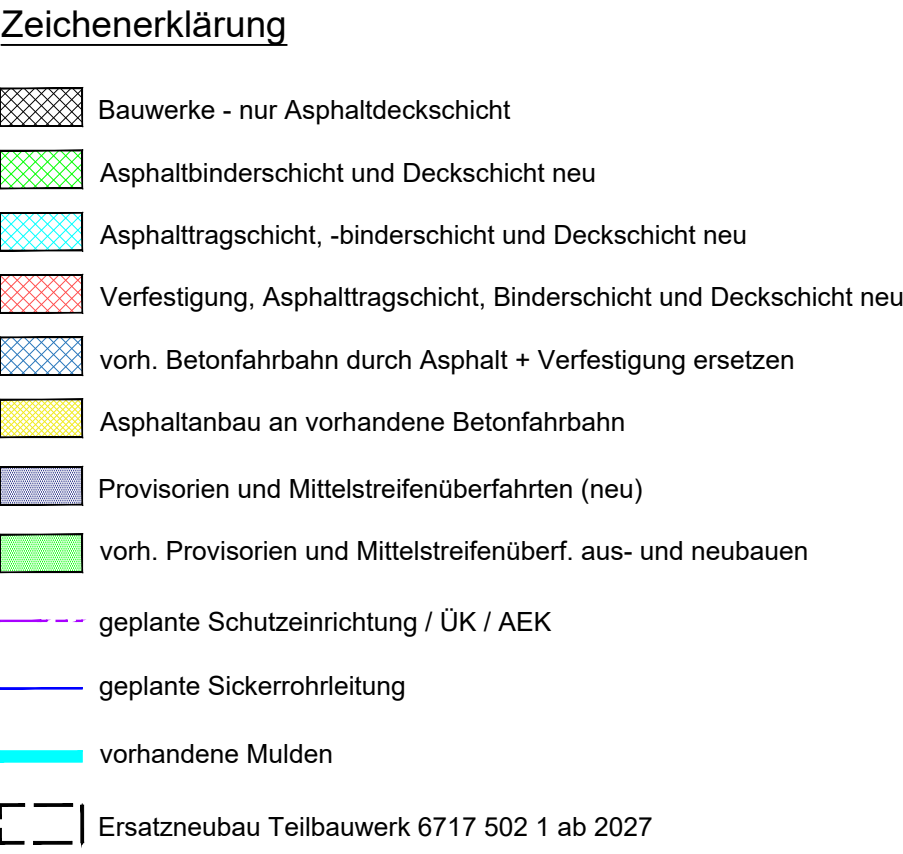 Zeichenerklärung
Bauwerke - nur Asphaltdeckschicht
Asphaltbinderschicht und Deckschicht neu
Asphalttragschicht, -binderschicht und Deckschicht neu
Verfestigung, Asphalttragschicht, Binderschicht und Deckschicht neu
vorh. Betonfahrbahn durch Asphalt + Verfestigung ersetzen
Asphaltanbau an vorhandene Betonfahrbahn
Provisorien und Mittelstreifenüberfahrten (neu)
vorh. Provisorien und Mittelstreifenüberf. aus- und neubauen
geplante Schutzeinrichtung / ÜK / AEK
geplante Sickerrohrleitung
vorhandene Mulden
Ersatzneubau Teilbauwerk 6717 502 1 ab 2027